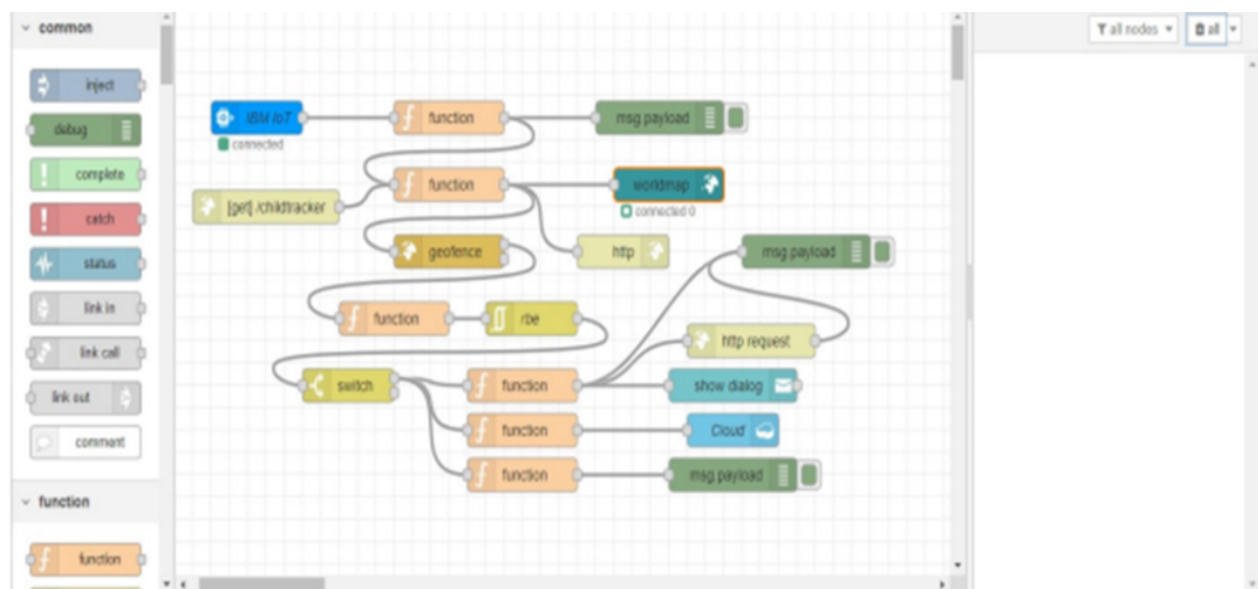 common
all nodes
all
inject
debug
complete
catch
status
link in
link call
link out
comment
function
function
IBM IoT
connected
function
msg.payload
[get] /childtracker
function
worldmap
connected 0
geofence
http
msg.payload
function
rbe
http request
switch
function
show dialog
function
Cloud
function
msg.payload